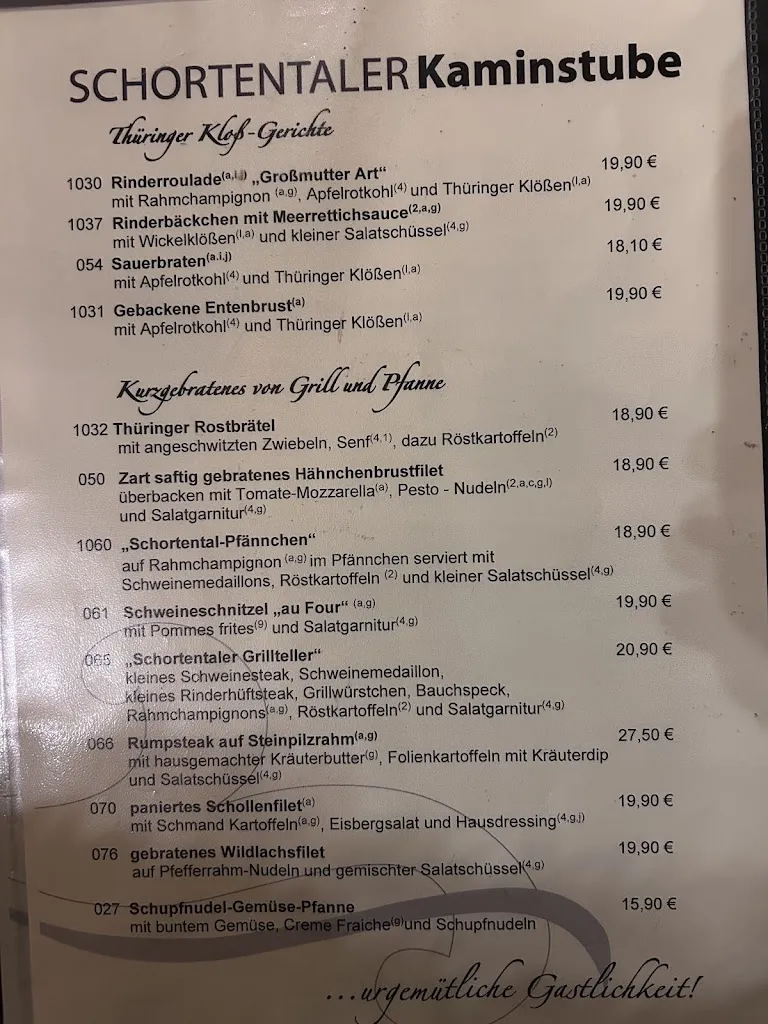 SCHORTENTALER Kaminstube
Thüringer Kloß-Gerichte
1030 Rinderroulade(a,i,j) „Großmutter Art“ 19,90 €
mit Rahmchampignon (a,g), Apfelrotkohl(4) und Thüringer Klößen(l,a)
1037 Rinderbäckchen mit Meerrettichsauce(2,a,g) 19,90 €
mit Wickelklößen(l,a) und kleiner Salatschüssel(4,g)
054 Sauerbraten(a.i,j) 18,10 €
mit Apfelrotkohl(4) und Thüringer Klößen(l,a)
1031 Gebackene Entenbrust(a) 19,90 €
mit Apfelrotkohl(4) und Thüringer Klößen(l,a)
Kurzgebratenes von Grill und Pfanne
1032 Thüringer Rostbrätel 18,90 €
mit angeschwitzten Zwiebeln, Senf(4,1), dazu Röstkartoffeln(2)
050 Zart saftig gebratenes Hähnchenbrustfilet 18,90 €
überbacken mit Tomate-Mozzarella(a), Pesto - Nudeln(2,a,c,g,l)
und Salatgarnitur(4,g)
1060 „Schortental-Pfännchen“ 18,90 €
auf Rahmchampignon (a,g) im Pfännchen serviert mit
Schweinemedaillons, Röstkartoffeln (2) und kleiner Salatschüssel(4,g)
061 Schweineschnitzel „au Four“ (a,g) 19,90 €
mit Pommes frites(9) und Salatgarnitur(4,g)
065 „Schortentaler Grillteller“ 20,90 €
kleines Schweinesteak, Schweinemedaillon,
kleines Rinderhüftsteak, Grillwürstchen, Bauchspeck,
Rahmchampignons(a,g), Röstkartoffeln(2) und Salatgarnitur(4,g)
066 Rumpsteak auf Steinpilzrahm(a,g) 27,50 €
mit hausgemachter Kräuterbutter(g), Folienkartoffeln mit Kräuterdip
und Salatschüssel(4,g)
070 paniertes Schollenfilet(a) 19,90 €
mit Schmand Kartoffeln(a,g), Eisbergsalat und Hausdressing(4,g,j)
076 gebratenes Wildlachsfilet 19,90 €
auf Pfefferrahm-Nudeln und gemischter Salatschüssel(4,g)
027 Schupfnudel-Gemüse-Pfanne 15,90 €
mit buntem Gemüse, Creme Fraiche(g)und Schupfnudeln
...urgemütliche Gastlichkeit!